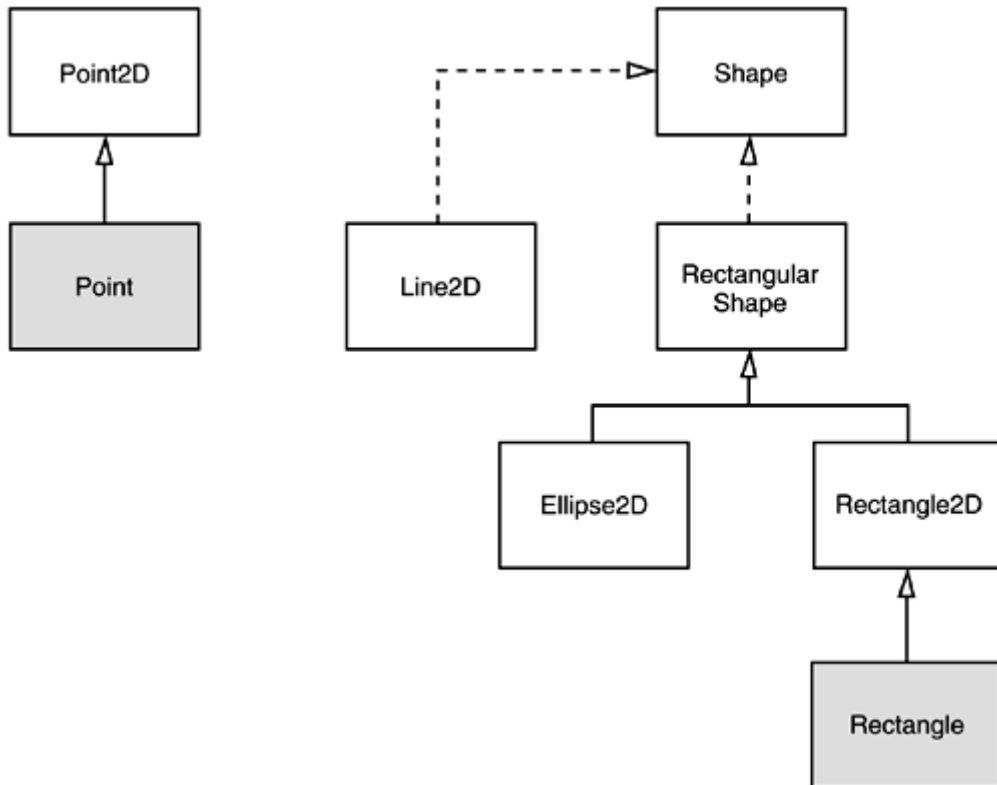 Point2D
Shape
Point
Line2D
Rectangular
Shape
Ellipse2D
Rectangle2D
Rectangle